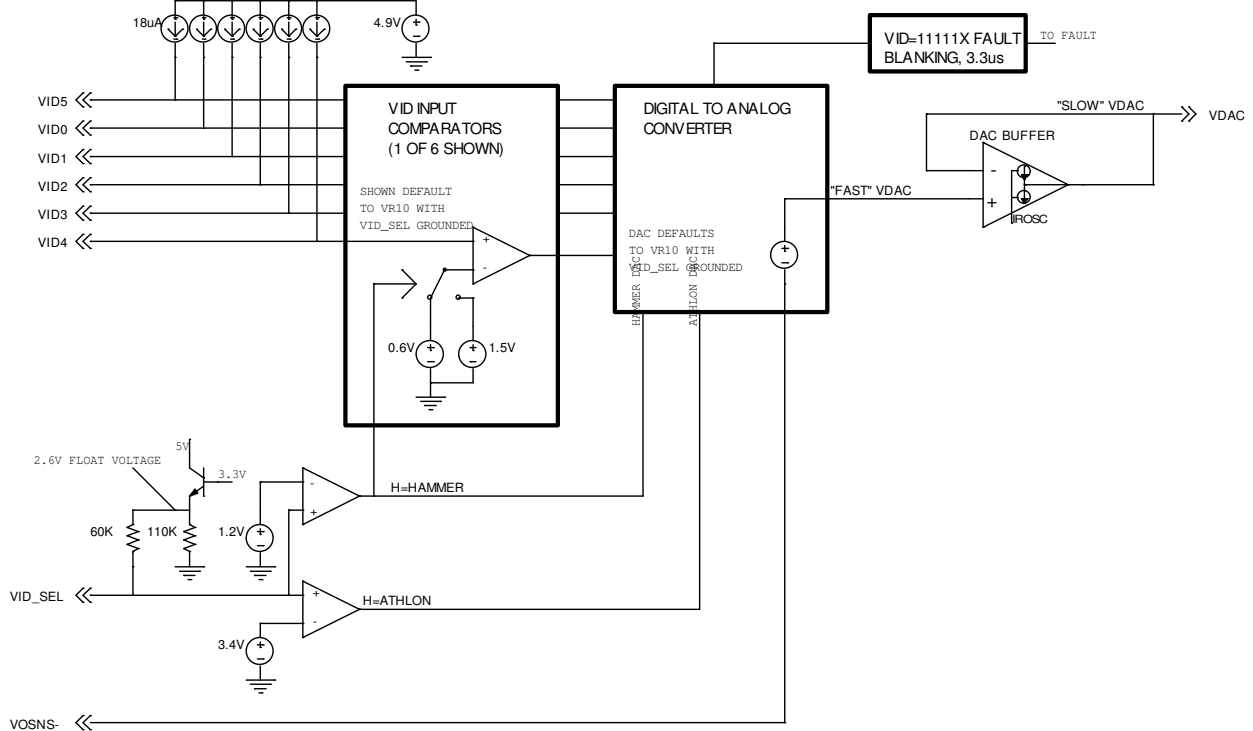 18uA
4.9V
VID=11111X FAULT
BLANKING, 3.3us
TO FAULT
VID5
VID0
VID1
VID2
VID3
VID4
VID INPUT
COMPARATORS
(1 OF 6 SHOWN)
SHOWN DEFAULT
TO VR10 WITH
VID_SEL GROUNDED
+
-
0.6V
+
-
1.5V
+
-
DIGITAL TO ANALOG
CONVERTER
DAC DEFAULTS
TO VR10 WITH
VID_SEL GROUNDED
HAMMER DAC
ATHLON DAC
+
-
"FAST" VDAC
"SLOW" VDAC
VDAC
DAC BUFFER
-
+
IROSC
5V
2.6V FLOAT VOLTAGE
3.3V
60K
110K
1.2V
+
-
-
+
H=HAMMER
VID_SEL
+
-
H=ATHLON
3.4V
+
-
VOSNS-